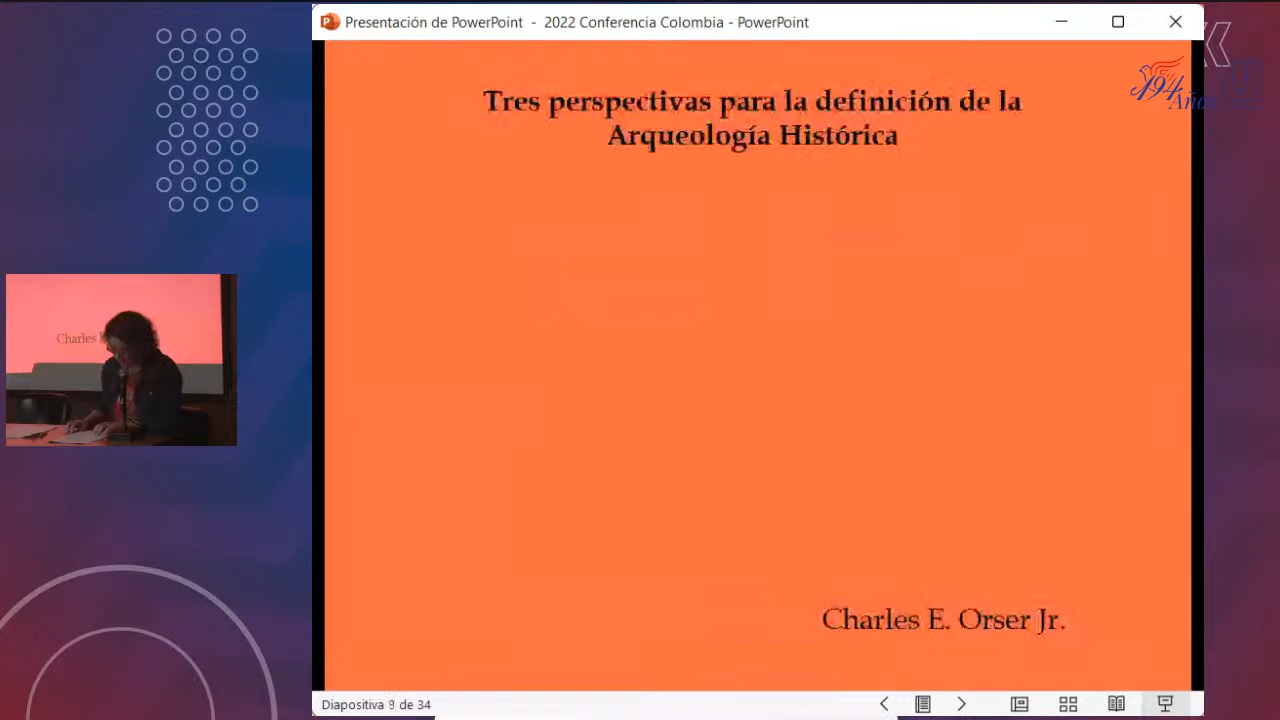 Presentación de PowerPoint - 2022 Conferencia Colombia - PowerPoint
194
Años
Tres perspectivas para la definición de la
Arqueología Histórica
Charles
Charles E. Orser Jr.
Diapositiva 8 de 34